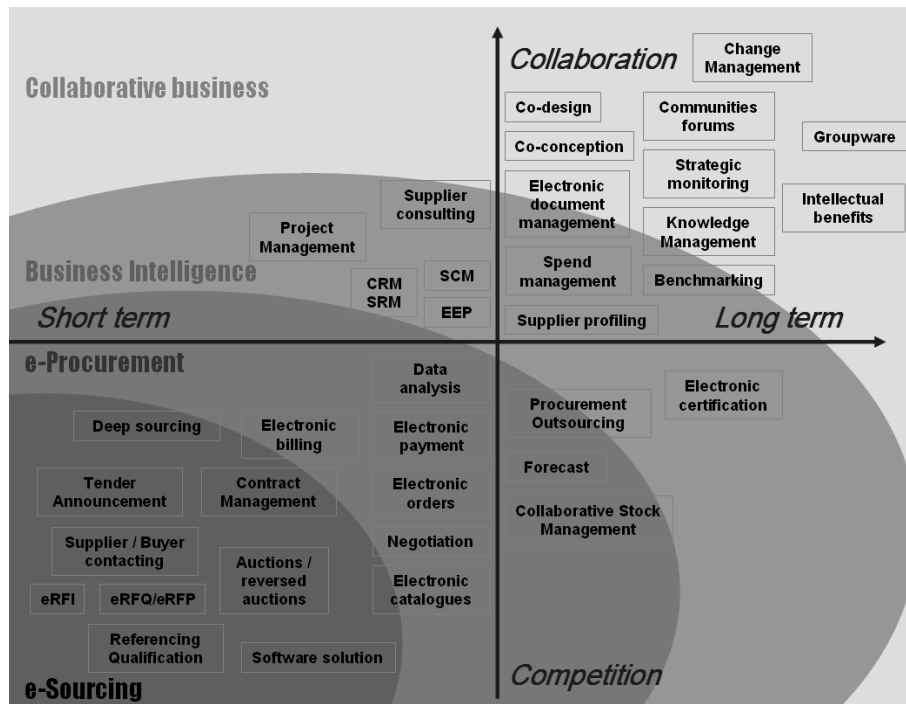 Collaboration
Change
Management
Collaborative business
Co-design
Communities
forums
Groupware
Co-conception
Strategic
monitoring
Supplier
consulting
Electronic
document
management
Intellectual
benefits
Project
Management
Knowledge
Management
Business Intelligence
CRM
SRM
SCM
Spend
management
Benchmarking
EEP
Short term
Supplier profiling
Long term
e-Procurement
Data
analysis
Electronic
certification
Deep sourcing
Electronic
billing
Electronic
payment
Procurement
Outsourcing
Forecast
Tender
Announcement
Contract
Management
Electronic
orders
Collaborative Stock
Management
Supplier / Buyer
contacting
Auctions /
reversed
auctions
Negotiation
eRFI
eRFQ/eRFP
Electronic
catalogues
Referencing
Qualification
Software solution
e-Sourcing
Competition